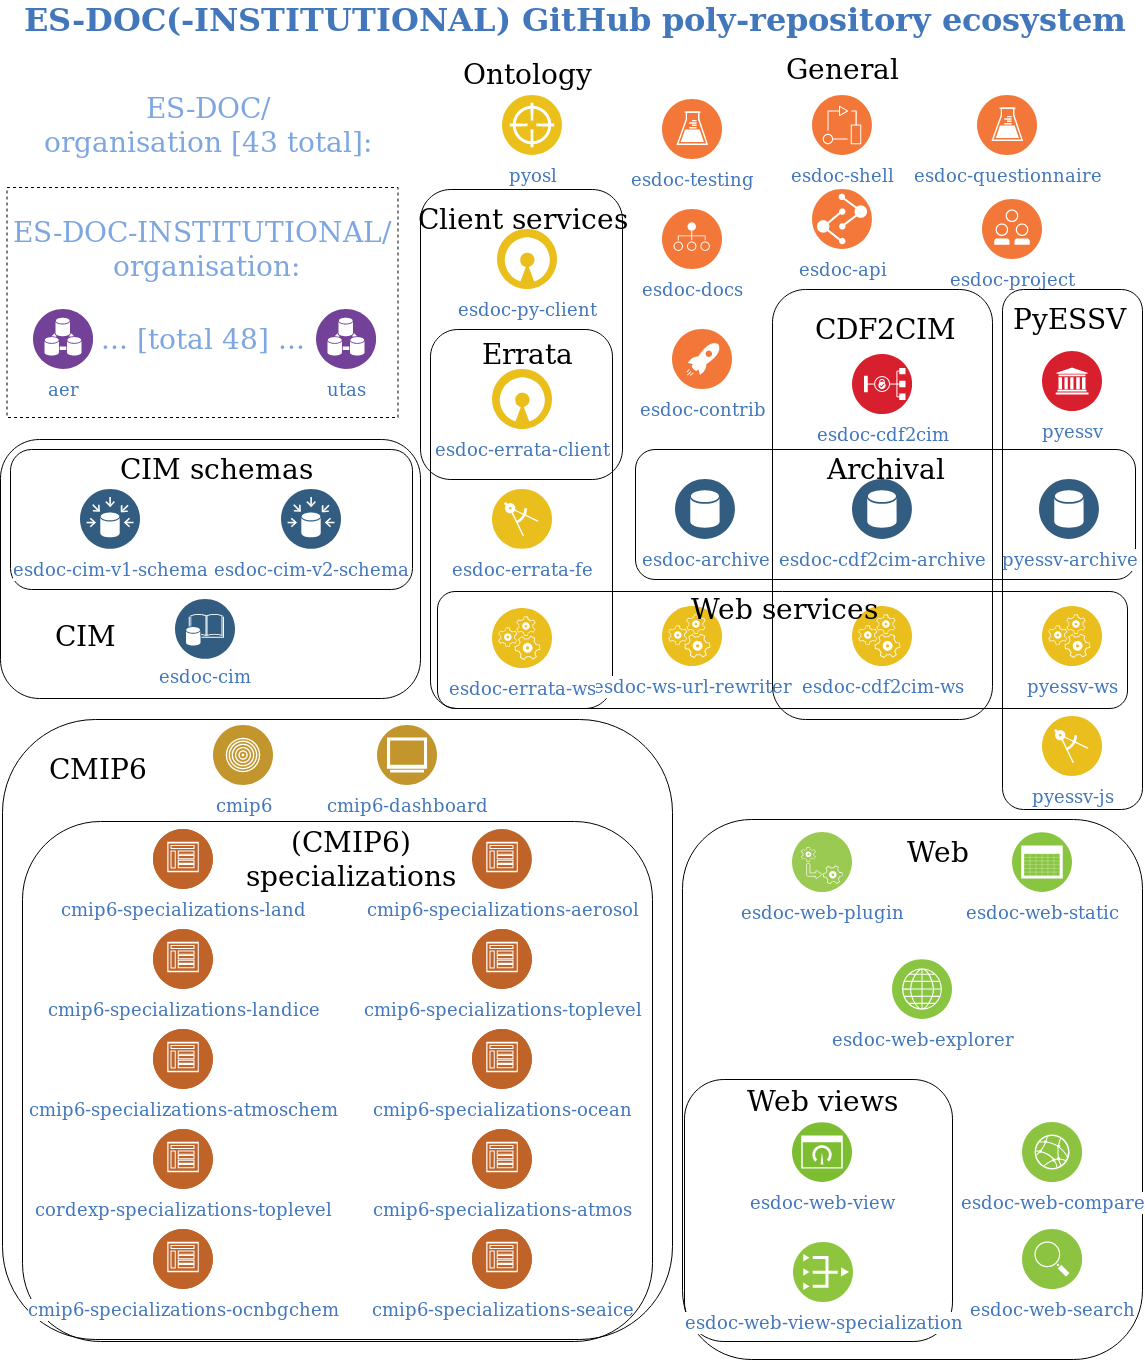 ES-DOC(-INSTITUTIONAL) GitHub poly-repository ecosystem
ES-DOC/
organisation [43 total]:
ES-DOC-INSTITUTIONAL/
organisation:
... [total 48] ...
aer
utas
Ontology
pyosl
General
esdoc-testing
esdoc-shell
esdoc-questionnaire
esdoc-docs
esdoc-api
esdoc-project
esdoc-contrib
Client services
esdoc-py-client
Errata
esdoc-errata-client
esdoc-errata-fe
CDF2CIM
esdoc-cdf2cim
PyESSV
pyessv
Archival
esdoc-archive
esdoc-cdf2cim-archive
pyessv-archive
Web services
esdoc-errata-ws
esdoc-ws-url-rewriter
esdoc-cdf2cim-ws
pyessv-ws
pyessv-js
CIM schemas
esdoc-cim-v1-schema
esdoc-cim-v2-schema
CIM
esdoc-cim
CMIP6
cmip6
cmip6-dashboard
(CMIP6)
specializations
cmip6-specializations-land
cmip6-specializations-aerosol
cmip6-specializations-landice
cmip6-specializations-toplevel
cmip6-specializations-atmoschem
cmip6-specializations-ocean
cordexp-specializations-toplevel
cmip6-specializations-atmos
cmip6-specializations-ocnbgchem
cmip6-specializations-seaice
Web
esdoc-web-plugin
esdoc-web-static
esdoc-web-explorer
Web views
esdoc-web-view
esdoc-web-view-specialization
esdoc-web-compare
esdoc-web-search